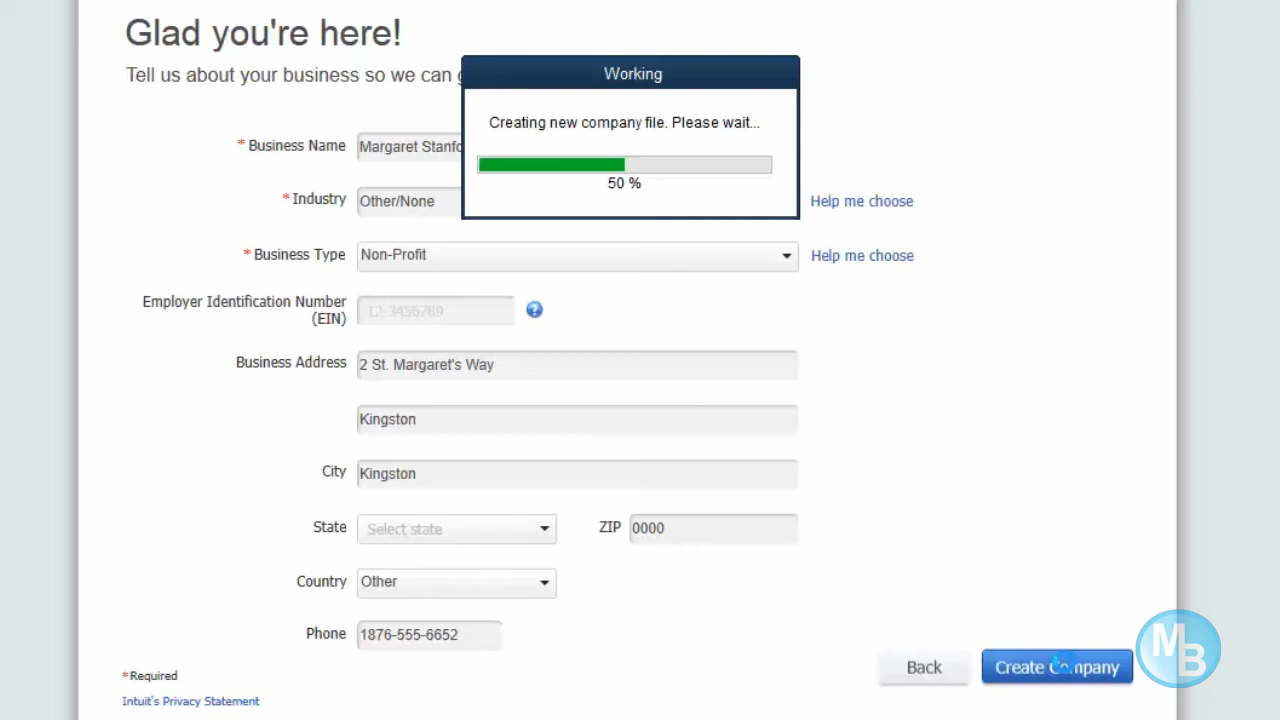 Glad you're here!
Tell us about your business so we can
Working
Creating new company file. Please wait...
50 %
* Business Name Margaret Stanfo
* Industry Other/None Help me choose
* Business Type Non-Profit Help me choose
Employer Identification Number
(EIN) 12-3456789 ?
Business Address 2 St. Margaret's Way
Kingston
City Kingston
State Select state ZIP 0000
Country Other
Phone 1876-555-6652
*Required
Intuit's Privacy Statement
Back Create Company
MB